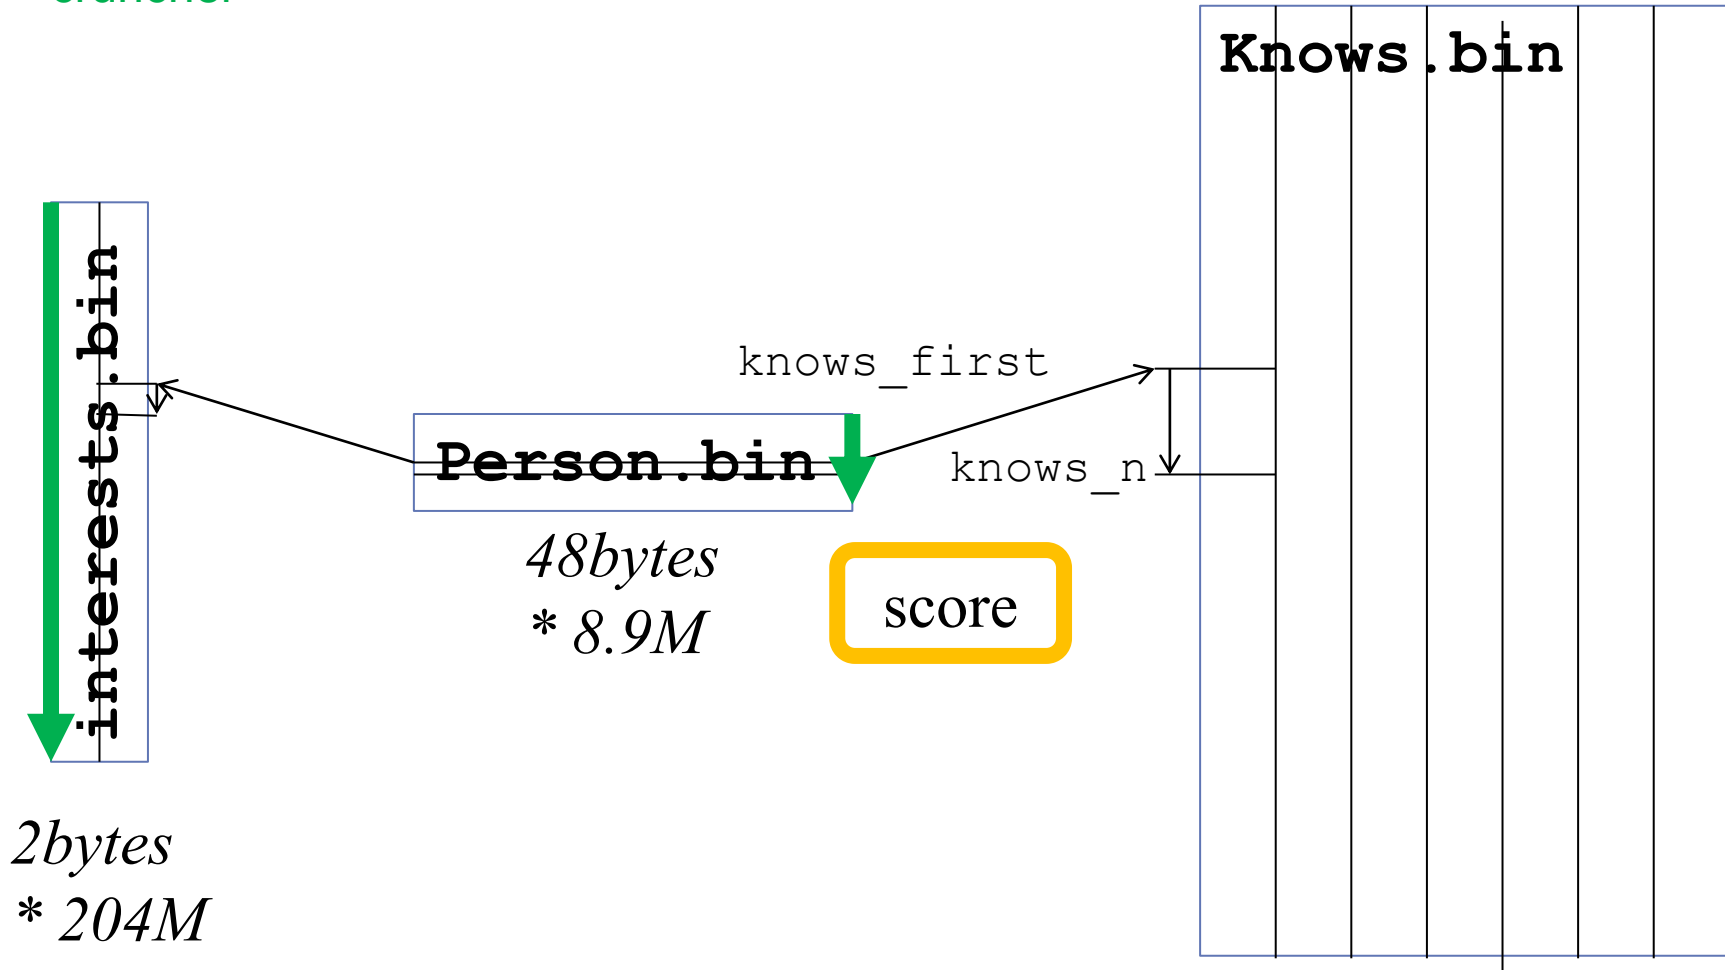 Knows.bin
interests.bin
knows_first
Person.bin
knows_n
48bytes
* 8.9M
score
2bytes
* 204M